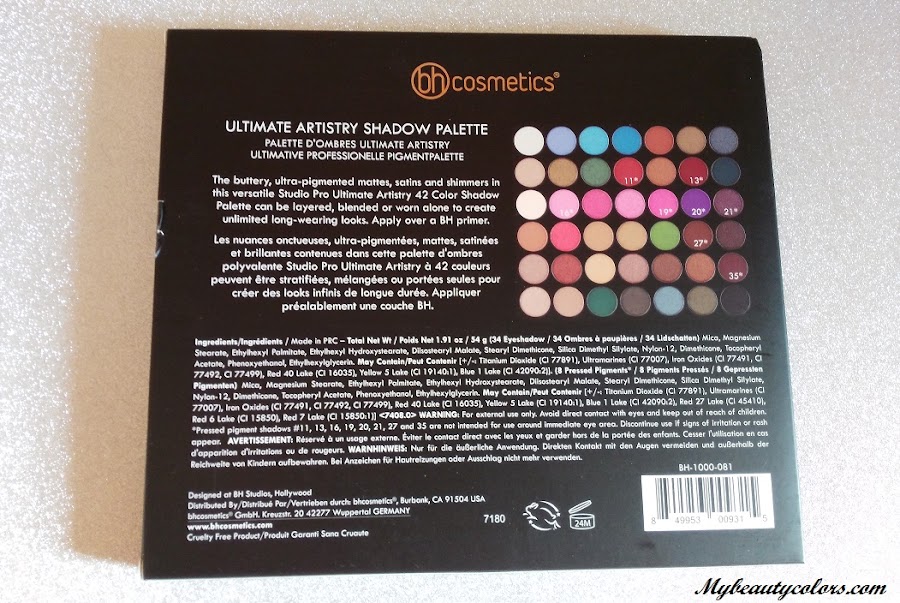 bh cosmetics®
ULTIMATE ARTISTRY SHADOW PALETTE
PALETTE D'OMBRES ULTIMATE ARTISTRY
ULTIMATIVE PROFESSIONELLE PIGMENTPALETTE
The buttery, ultra-pigmented mattes, satins and shimmers in
this versatile Studio Pro Ultimate Artistry 42 Color Shadow
Palette can be layered, blended or worn alone to create
unlimited long-wearing looks. Apply over a BH primer.
Les nuances onctueuses, ultra-pigmentées, mattes, satinées
et brillantes contenues dans cette palette d'ombres
polyvalente Studio Pro Ultimate Artistry à 42 couleurs
peuvent être stratifiées, mélangées ou portées seules pour
créer des looks infinis de longue durée. Appliquer
préalablement une couche BH.
11* 13*
16* 19* 20* 21*
27*
35*
Ingredients/Ingrédients / Made in PRC – Total Net Wt / Poids Net 1.91 oz / 54 g (34 Eyeshadow / 34 Ombres à paupières / 34 Lidschatten) Mica, Magnesium
Stearate, Ethylhexyl Palmitate, Ethylhexyl Hydroxystearate, Diisostearyl Malate, Stearyl Dimethicone, Silica Dimethyl Silylate, Nylon-12, Dimethicone, Tocopheryl
Acetate, Phenoxyethanol, Ethylhexylglycerin. May Contain/Peut Contenir [+/-: Titanium Dioxide (CI 77891), Ultramarines (CI 77007), Iron Oxides (CI 77491, CI
77492, CI 77499), Red 40 Lake (CI 16035), Yellow 5 Lake (CI 19140:1), Blue 1 Lake (CI 42090:2)]. (8 Pressed Pigments* / 8 Pigments Pressés / 8 Gepressten
Pigmenten) Mica, Magnesium Stearate, Ethylhexyl Palmitate, Ethylhexyl Hydroxystearate, Diisostearyl Malate, Stearyl Dimethicone, Silica Dimethyl Silylate,
Nylon-12, Dimethicone, Tocopheryl Acetate, Phenoxyethanol, Ethylhexylglycerin. May Contain/Peut Contenir [+/-: Titanium Dioxide (CI 77891), Ultramarines (CI
77007), Iron Oxides (CI 77491, CI 77492, CI 77499), Red 40 Lake (CI 16035), Yellow 5 Lake (CI 19140:1), Blue 1 Lake (CI 42090:2), Red 27 Lake (CI 45410),
Red 6 Lake (CI 15850), Red 7 Lake (CI 15850:1)] <7408.0> WARNING: For external use only. Avoid direct contact with eyes and keep out of reach of children.
*Pressed pigment shades #11, 13, 16, 19, 20, 21, 27 and 35 are not intended for use around immediate eye area. Discontinue use if signs of irritation or rash
appear. AVERTISSEMENT: Réservé à un usage externe. Éviter le contact direct avec les yeux et garder hors de la portée des enfants. Cesser l'utilisation en cas
d'apparition d'irritations ou de rougeurs. WARNHINWEIS: Nur für die äußerliche Anwendung. Direkten Kontakt mit den Augen vermeiden und außerhalb der
Reichweite von Kindern aufbewahren. Bei Anzeichen für Hautreizungen oder Ausschlag nicht mehr verwenden.
BH-1000-081
Designed at BH Studios, Hollywood
Distributed By/Distribué Par/Vertrieben durch: bhcosmetics®, Burbank, CA 91504 USA
bhcosmetics® GmbH. Kreuzstr. 20 42277 Wuppertal GERMANY
www.bhcosmetics.com
Cruelty Free Product/Produit Garanti Sana Cruaute
7180
24M
8 49953 00931 5
Mybeautycolors.com